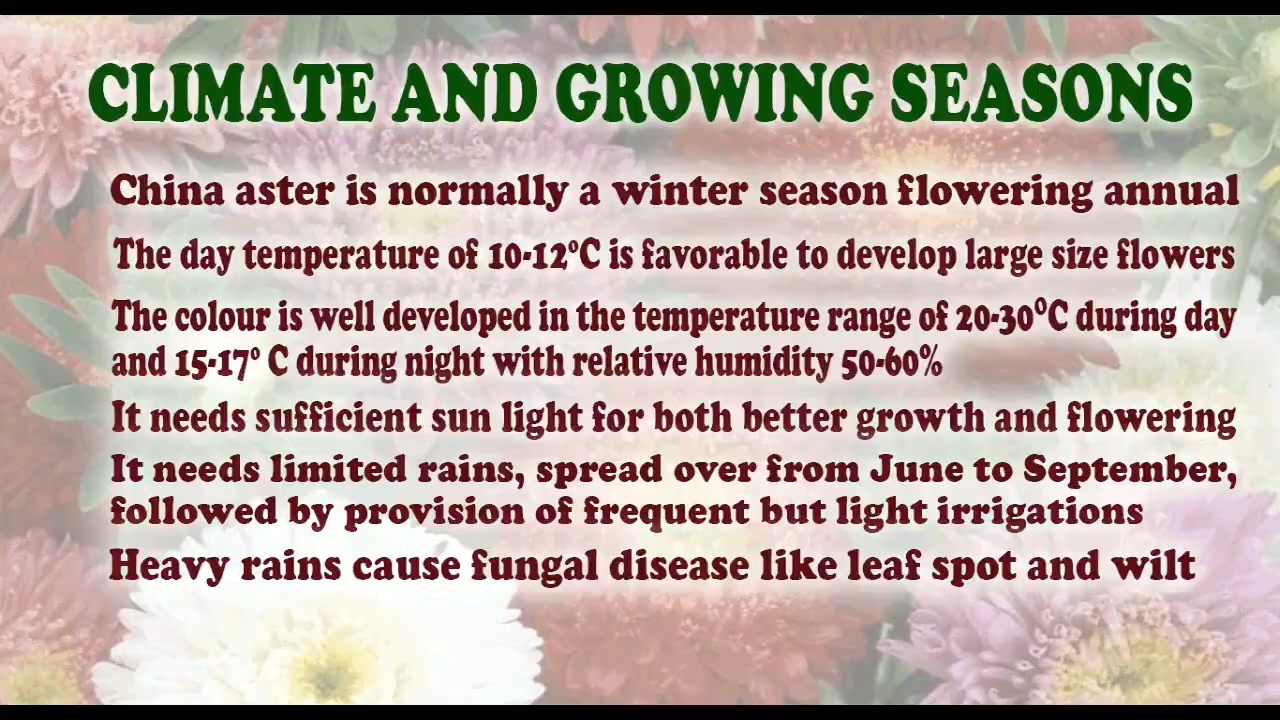 CLIMATE AND GROWING SEASONS
China aster is normally a winter season flowering annual
The day temperature of 10-12ºC is favorable to develop large size flowers
The colour is well developed in the temperature range of 20-30⁰C during day
and 15-17º C during night with relative humidity 50-60%
It needs sufficient sun light for both better growth and flowering
It needs limited rains, spread over from June to September,
followed by provision of frequent but light irrigations
Heavy rains cause fungal disease like leaf spot and wilt